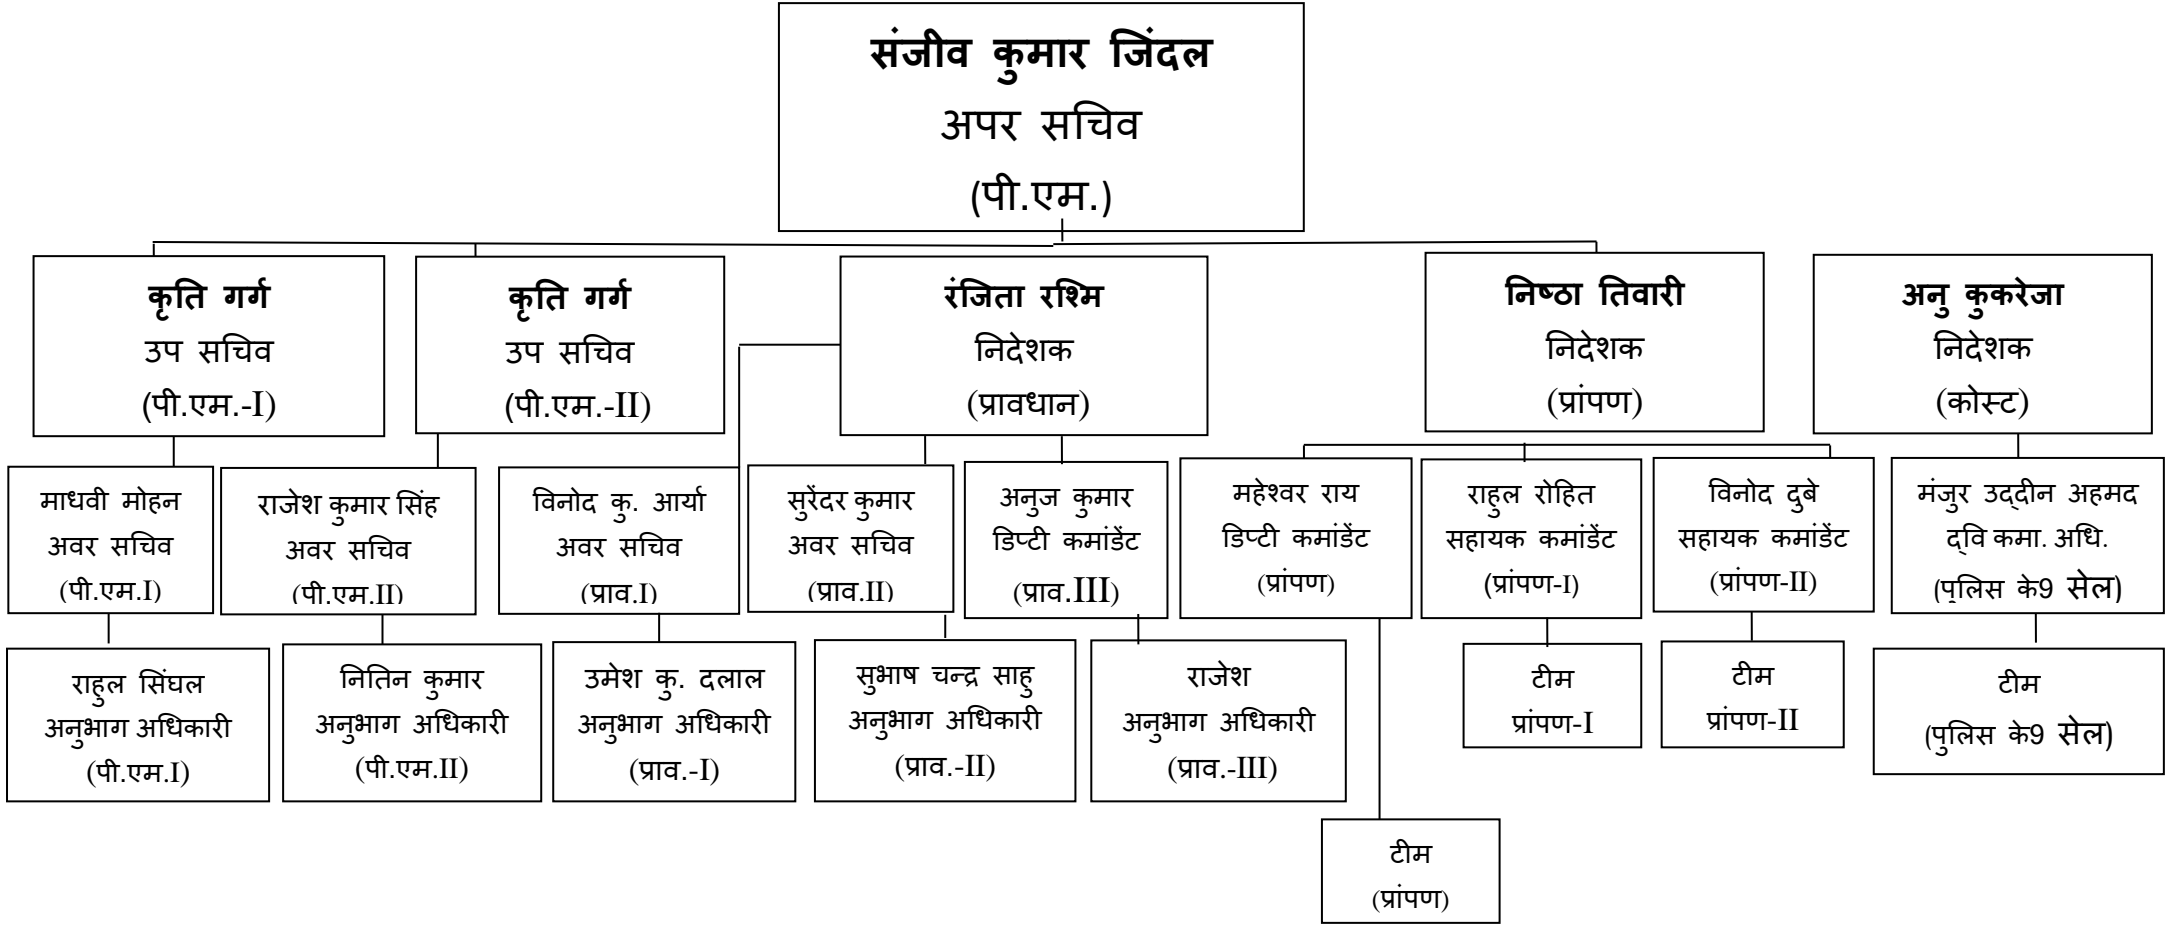 संजीव कुमार जिंदल
अपर सचिव
(पी.एम.)
कृति गर्ग
उप सचिव
(पी.एम.-I)
कृति गर्ग
उप सचिव
(पी.एम.-II)
रंजिता रश्मि
निदेशक
(प्रावधान)
निष्ठा तिवारी
निदेशक
(प्रांपण)
अनु कुकरेजा
निदेशक
(कोस्ट)
माधवी मोहन
अवर सचिव
(पी.एम.I)
राजेश कुमार सिंह
अवर सचिव
(पी.एम.II)
विनोद कु. आर्या
अवर सचिव
(प्राव.I)
सुरेंदर कुमार
अवर सचिव
(प्राव.II)
अनुज कुमार
डिप्टी कमांडेंट
(प्राव.III)
महेश्वर राय
डिप्टी कमांडेंट
(प्रांपण)
राहुल रोहित
सहायक कमांडेंट
(प्रांपण-I)
विनोद दुबे
सहायक कमांडेंट
(प्रांपण-II)
मंजुर उद्दीन अहमद
द्वि कमा. अधि.
(पुलिस के9 सेल)
राहुल सिंघल
अनुभाग अधिकारी
(पी.एम.I)
नितिन कुमार
अनुभाग अधिकारी
(पी.एम.II)
उमेश कु. दलाल
अनुभाग अधिकारी
(प्राव.-I)
सुभाष चन्द्र साहु
अनुभाग अधिकारी
(प्राव.-II)
राजेश
अनुभाग अधिकारी
(प्राव.-III)
टीम
प्रांपण-I
टीम
प्रांपण-II
टीम
(पुलिस के9 सेल)
टीम
(प्रांपण)